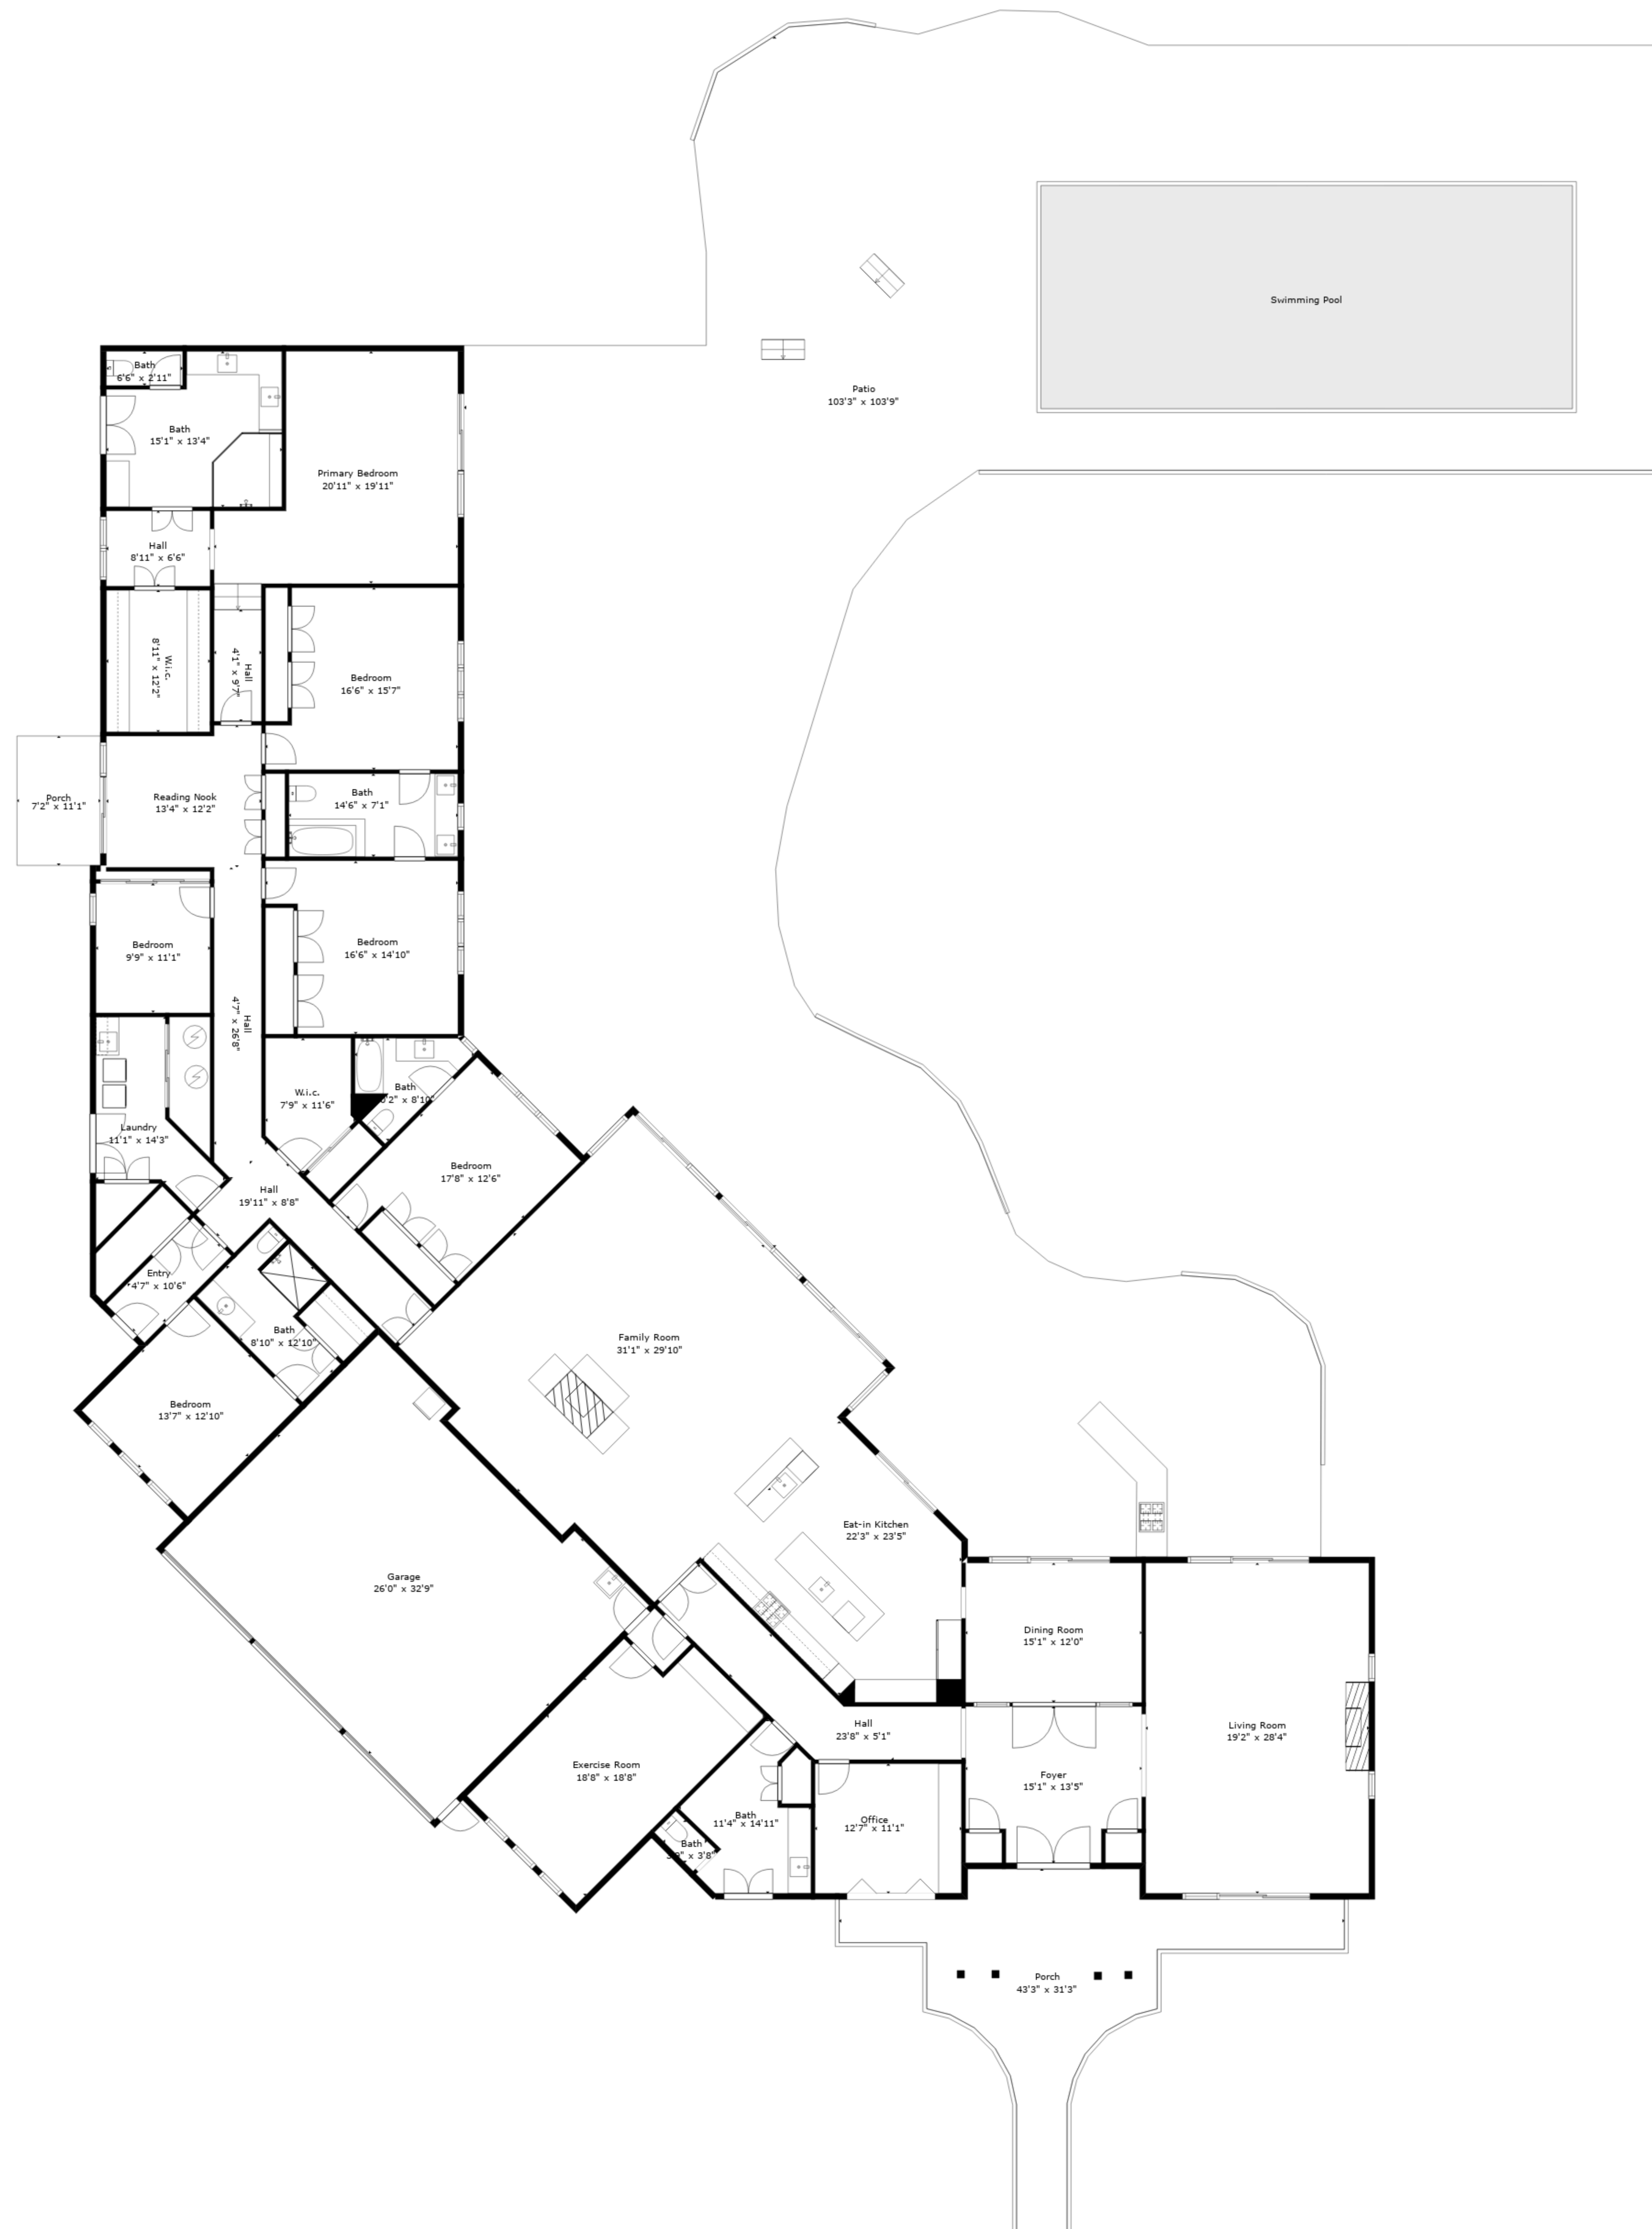 Swimming Pool
Patio
103'3" x 103'9"
Bath
6'6" x 2'11"
Bath
15'1" x 13'4"
Primary Bedroom
20'11" x 19'11"
Hall
8'11" x 6'6"
W.i.c.
8'11" x 12'2"
Hall
4'1" x 9'7"
Bedroom
16'6" x 15'7"
Porch
7'2" x 11'1"
Reading Nook
13'4" x 12'2"
Bath
14'6" x 7'1"
Bedroom
9'9" x 11'1"
Bedroom
16'6" x 14'10"
Hall
4'7" x 26'8"
W.i.c.
7'9" x 11'6"
Bath
x 8'10"
Laundry
11'1" x 14'3"
Bedroom
17'8" x 12'6"
Hall
19'11" x 8'8"
Entry
4'7" x 10'6"
Bath
8'10" x 12'10"
Family Room
31'1" x 29'10"
Bedroom
13'7" x 12'10"
Eat-in Kitchen
22'3" x 23'5"
Garage
26'0" x 32'9"
Dining Room
15'1" x 12'0"
Hall
23'8" x 5'1"
Living Room
19'2" x 28'4"
Exercise Room
18'8" x 18'8"
Foyer
15'1" x 13'5"
Bath
11'4" x 14'11"
Office
12'7" x 11'1"
Bath
x 3'8"
Porch
43'3" x 31'3"